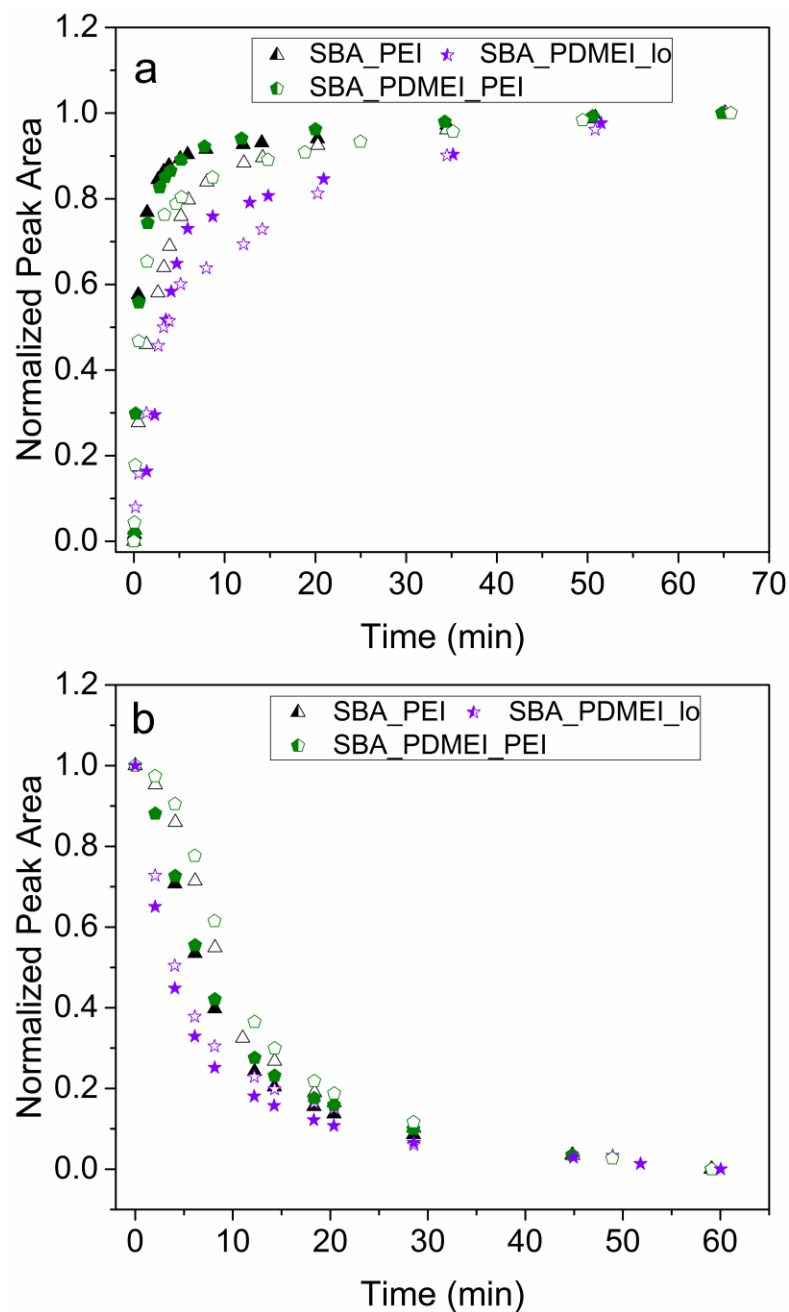 a
SBA_PEI SBA_PDMEI_lo
SBA_PDMEI_PEI
Normalized Peak Area
1.2
1.0
0.8
0.6
0.4
0.2
0.0
0 10 20 30 40 50 60 70
Time (min)
b
SBA_PEI SBA_PDMEI_lo
SBA_PDMEI_PEI
Normalized Peak Area
1.2
1.0
0.8
0.6
0.4
0.2
0.0
0 10 20 30 40 50 60
Time (min)